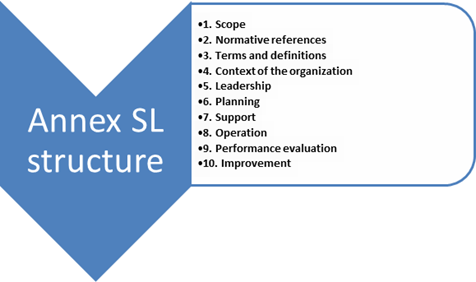 Annex SL
structure
•1. Scope
•2. Normative references
•3. Terms and definitions
•4. Context of the organization
•5. Leadership
•6. Planning
•7. Support
•8. Operation
•9. Performance evaluation
•10. Improvement